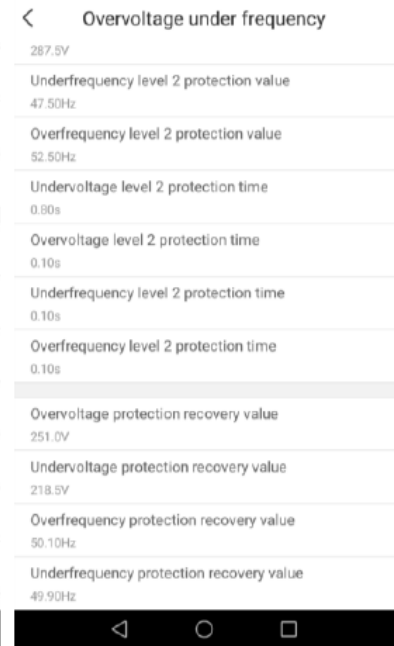 Overvoltage under frequency
287.5V
Underfrequency level 2 protection value
47.50Hz
Overfrequency level 2 protection value
52.50Hz
Undervoltage level 2 protection time
0.80s
Overvoltage level 2 protection time
0.10s
Underfrequency level 2 protection time
0.10s
Overfrequency level 2 protection time
0.10s
Overvoltage protection recovery value
251.0V
Undervoltage protection recovery value
218.5V
Overfrequency protection recovery value
50.10Hz
Underfrequency protection recovery value
49.90Hz